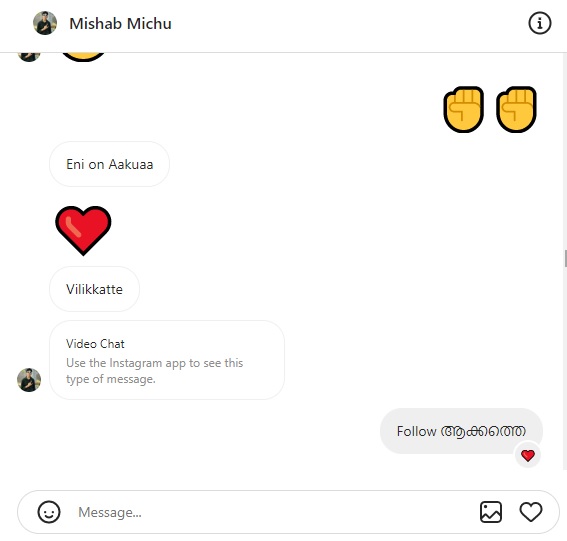 Mishab Michu
Eni on Aakuaa
Vilikkatte
Video Chat
Use the Instagram app to see this
type of message.
Follow ആക്കത്തെ
Message...